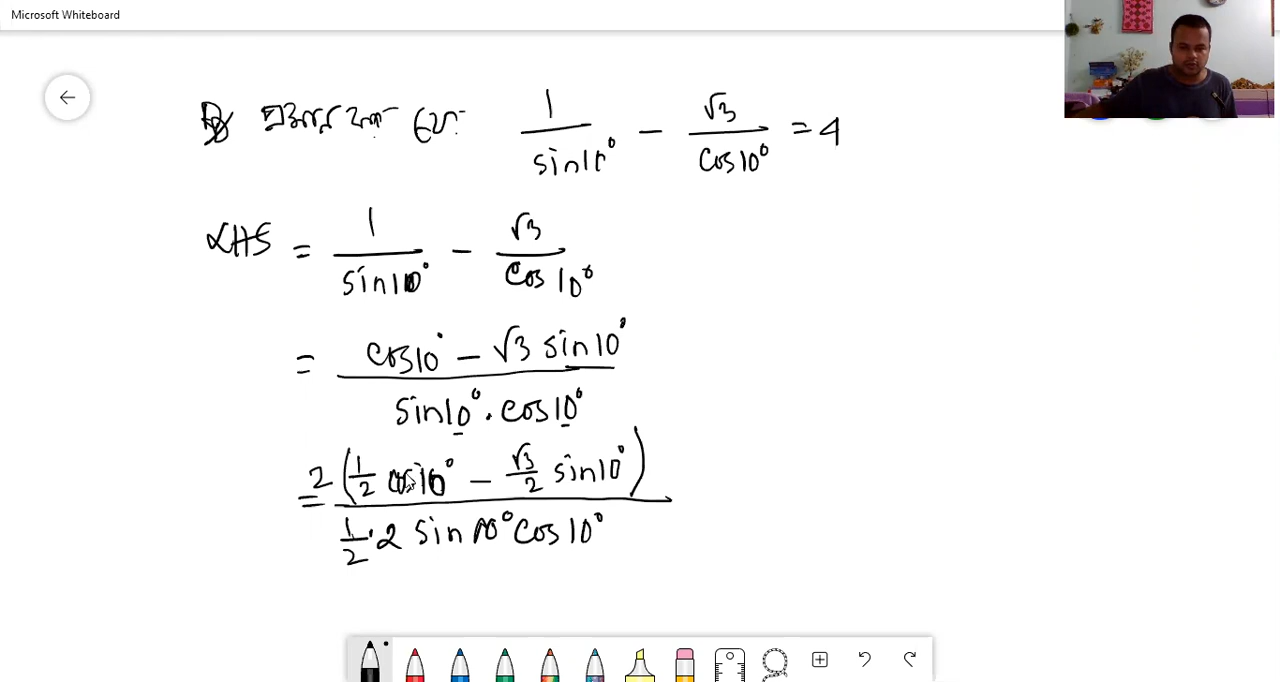 Microsoft Whiteboard
1/sin10° - √3/cos10° = 4
LHS = 1/sin10° - √3/cos10°
= (cos10° - √3 sin10°)/(sin10° . cos10°)
= 2(1/2 cos10° - √3/2 sin10°)/(1/2 . 2 sin10° cos10°)